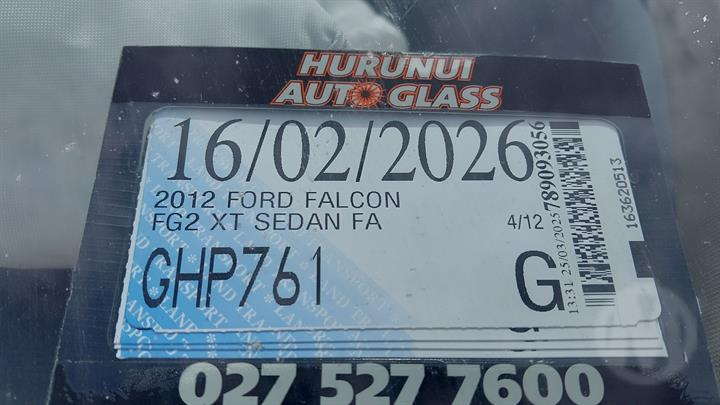 HURUNUI
AUTO GLASS
16/02/2026
2012 FORD FALCON
FG2 XT SEDAN FA
4/12
GHP761
G
13:31 25/03/2025
789093056
163620513
027 527 7600